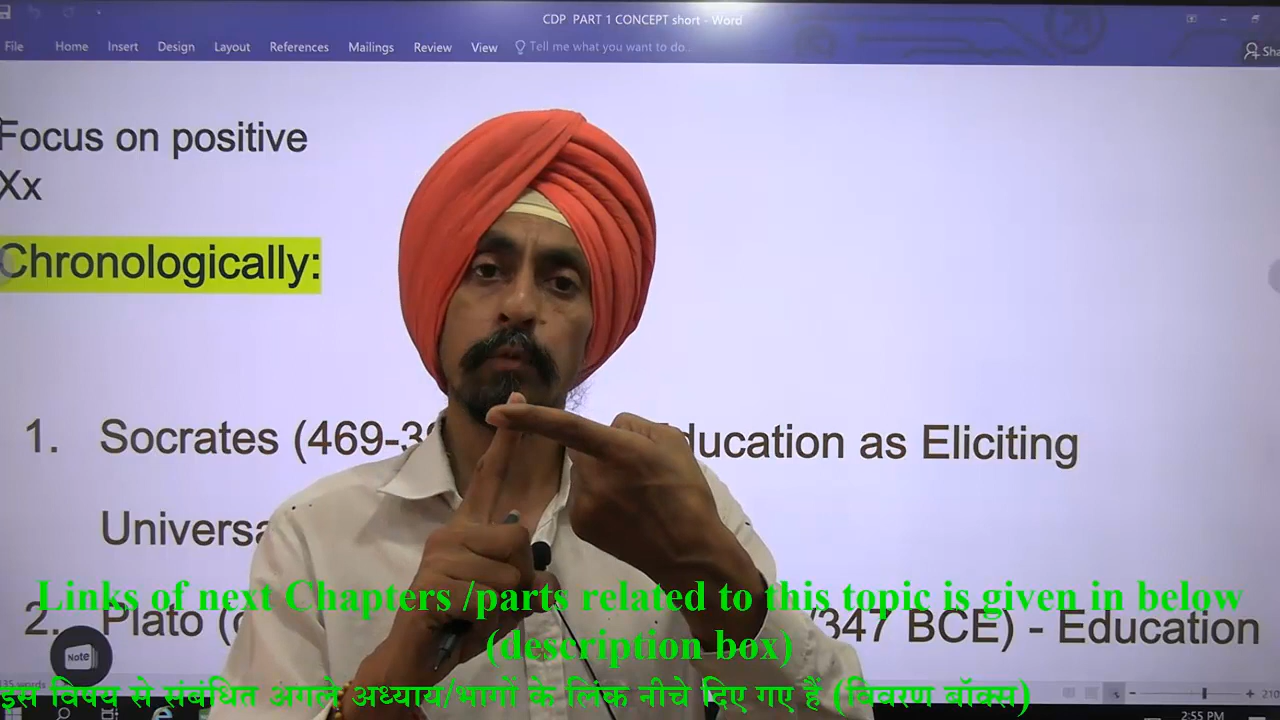 CDP PART 1 CONCEPT short - Word
File Home Insert Design Layout References Mailings Review View Tell me what you want to do...
Focus on positive
Xx
Chronologically:
1. Socrates (469-3 Education as Eliciting
Universa
Links of next Chapters /parts related to this topic is given in below
(description box)
2. Plato ( /347 BCE) - Education
Note
इस विषय से संबंधित अगले अध्याय/भागों के लिंक नीचे दिए गए हैं (विवरण बॉक्स)
135 words
2:55 PM